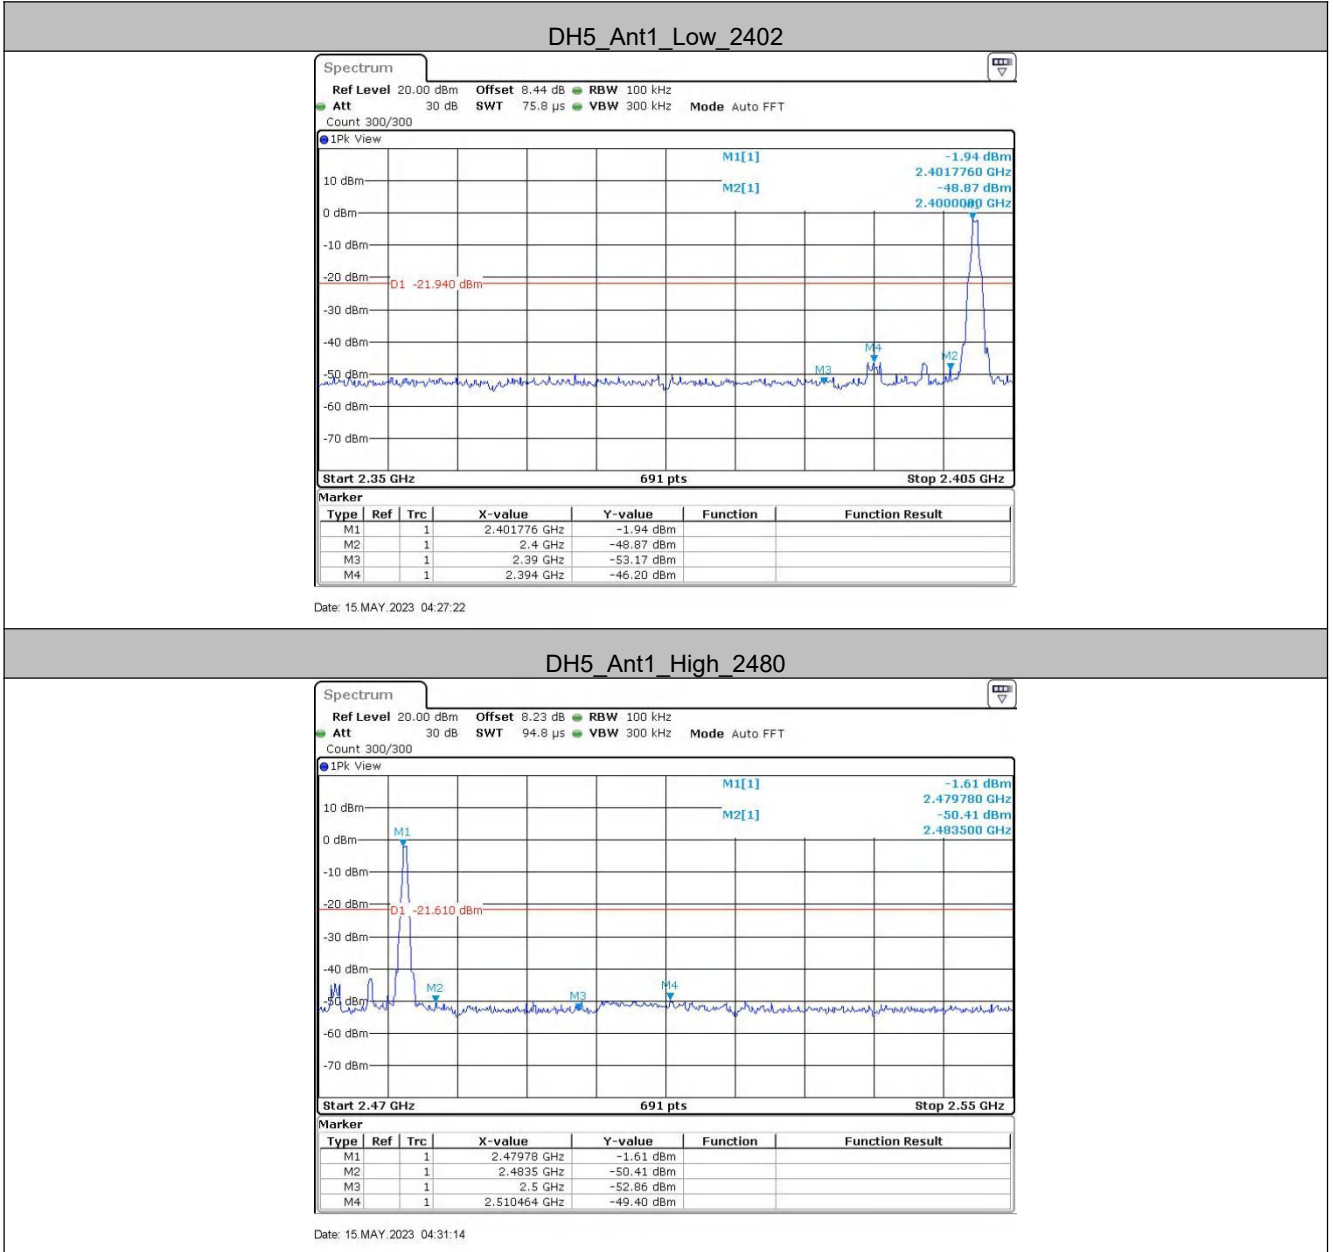 DH5_Ant1_Low_2402
Spectrum
Ref Level 20.00 dBm Offset 8.44 dB RBW 100 kHz
Att 30 dB SWT 75.8 µs VBW 300 kHz Mode Auto FFT
Count 300/300
1Pk View
M1[1] -1.94 dBm
2.4017760 GHz
10 dBm
M2[1] -48.87 dBm
2.4000000 GHz
M1
0 dBm
-10 dBm
-20 dBm
D1 -21.940 dBm
-30 dBm
-40 dBm
M4
M2
M3
-50 dBm
-60 dBm
-70 dBm
Start 2.35 GHz 691 pts Stop 2.405 GHz
Marker
Type Ref Trc X-value Y-value Function Function Result
M1 1 2.401776 GHz -1.94 dBm
M2 1 2.4 GHz -48.87 dBm
M3 1 2.39 GHz -53.17 dBm
M4 1 2.394 GHz -46.20 dBm
Date: 15.MAY.2023 04:27:22
DH5_Ant1_High_2480
Spectrum
Ref Level 20.00 dBm Offset 8.23 dB RBW 100 kHz
Att 30 dB SWT 94.8 µs VBW 300 kHz Mode Auto FFT
Count 300/300
1Pk View
M1[1] -1.61 dBm
2.479780 GHz
10 dBm
M2[1] -50.41 dBm
2.483500 GHz
M1
0 dBm
-10 dBm
-20 dBm
D1 -21.610 dBm
-30 dBm
-40 dBm
M4
M2
M3
-50 dBm
-60 dBm
-70 dBm
Start 2.47 GHz 691 pts Stop 2.55 GHz
Marker
Type Ref Trc X-value Y-value Function Function Result
M1 1 2.47978 GHz -1.61 dBm
M2 1 2.4835 GHz -50.41 dBm
M3 1 2.5 GHz -52.86 dBm
M4 1 2.510464 GHz -49.40 dBm
Date: 15.MAY.2023 04:31:14